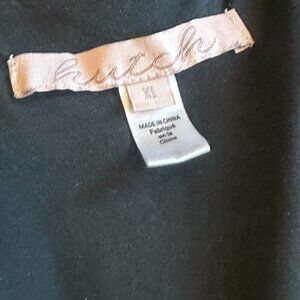 hutch
XL
MADE IN CHINA
Fabriqué
en la
Chine